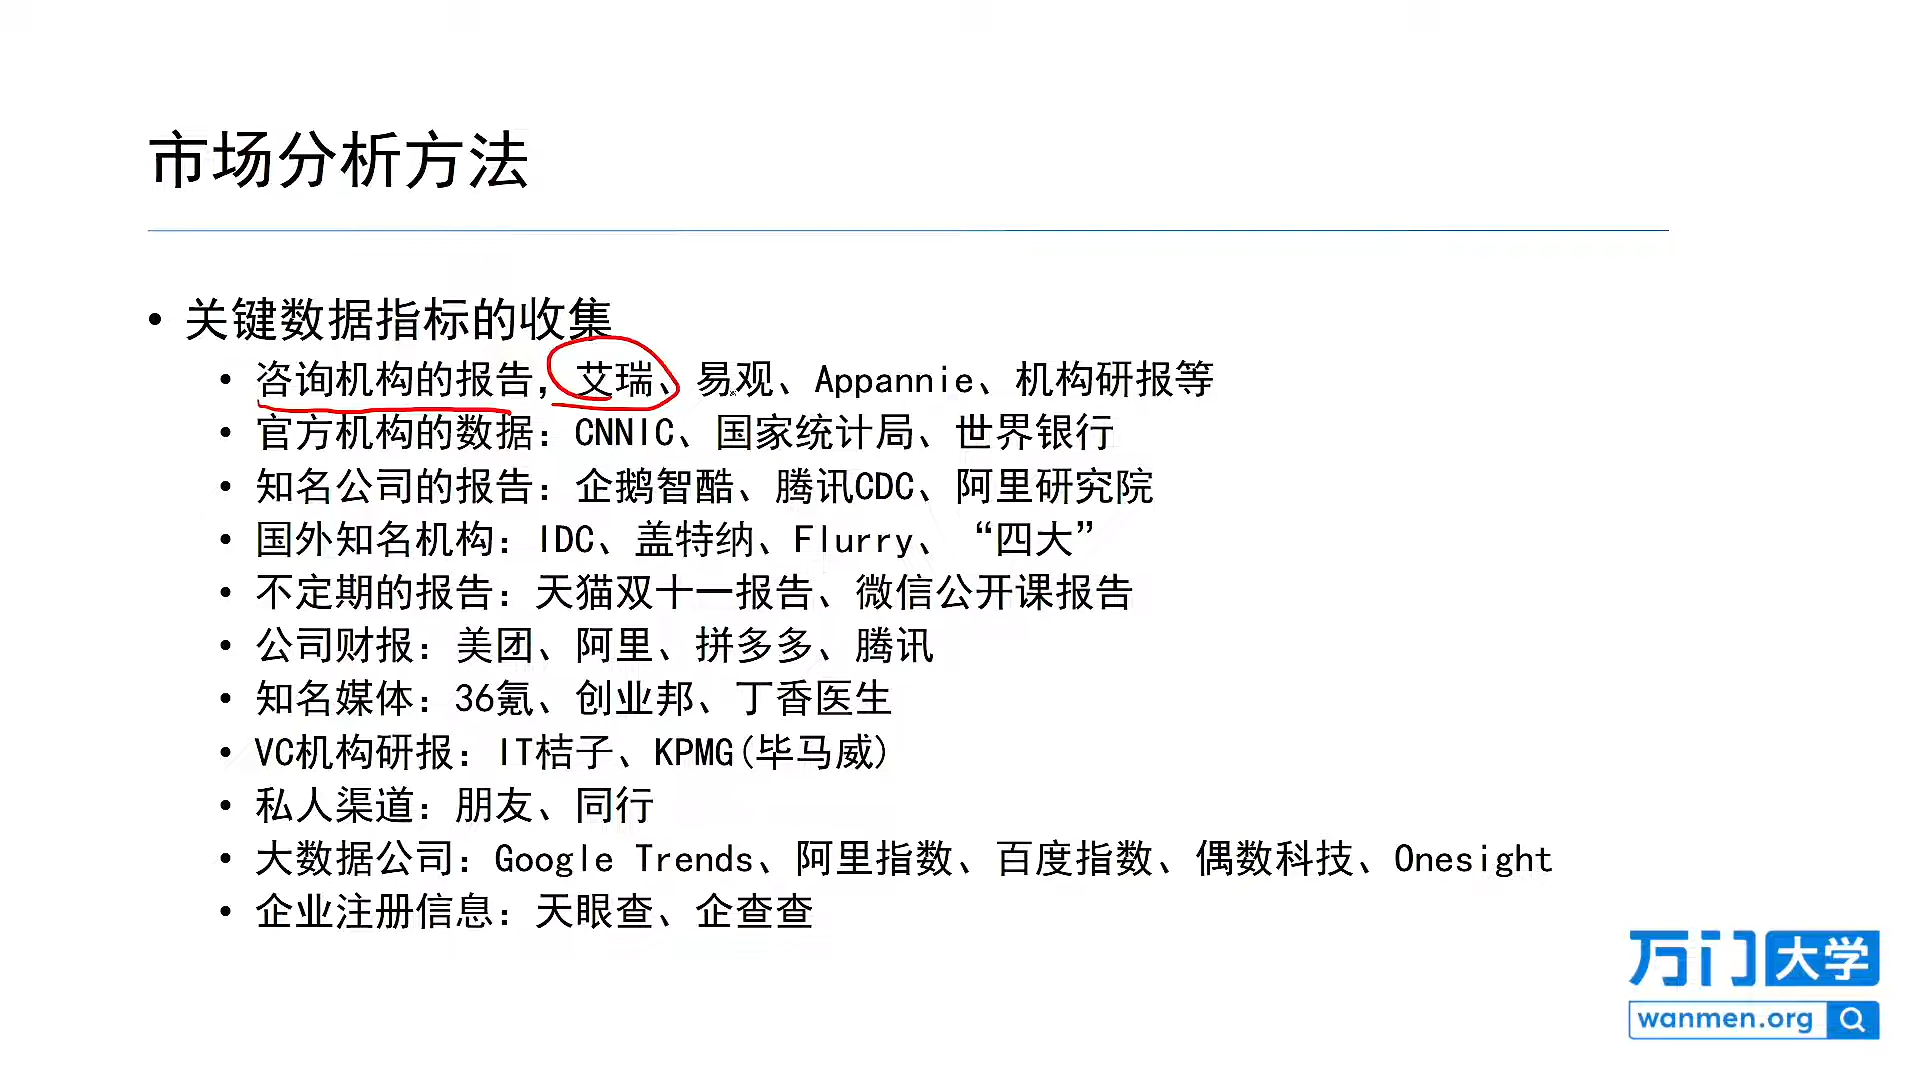 市场分析方法
• 关键数据指标的收集
• 咨询机构的报告，艾瑞、易观、Appannie、机构研报等
• 官方机构的数据：CNNIC、国家统计局、世界银行
• 知名公司的报告：企鹅智酷、腾讯CDC、阿里研究院
• 国外知名机构：IDC、盖特纳、Flurry、“四大”
• 不定期的报告：天猫双十一报告、微信公开课报告
• 公司财报：美团、阿里、拼多多、腾讯
• 知名媒体：36氪、创业邦、丁香医生
• VC机构研报：IT桔子、KPMG(毕马威)
• 私人渠道：朋友、同行
• 大数据公司：Google Trends、阿里指数、百度指数、偶数科技、Onesight
• 企业注册信息：天眼查、企查查
万门大学
wanmen.org